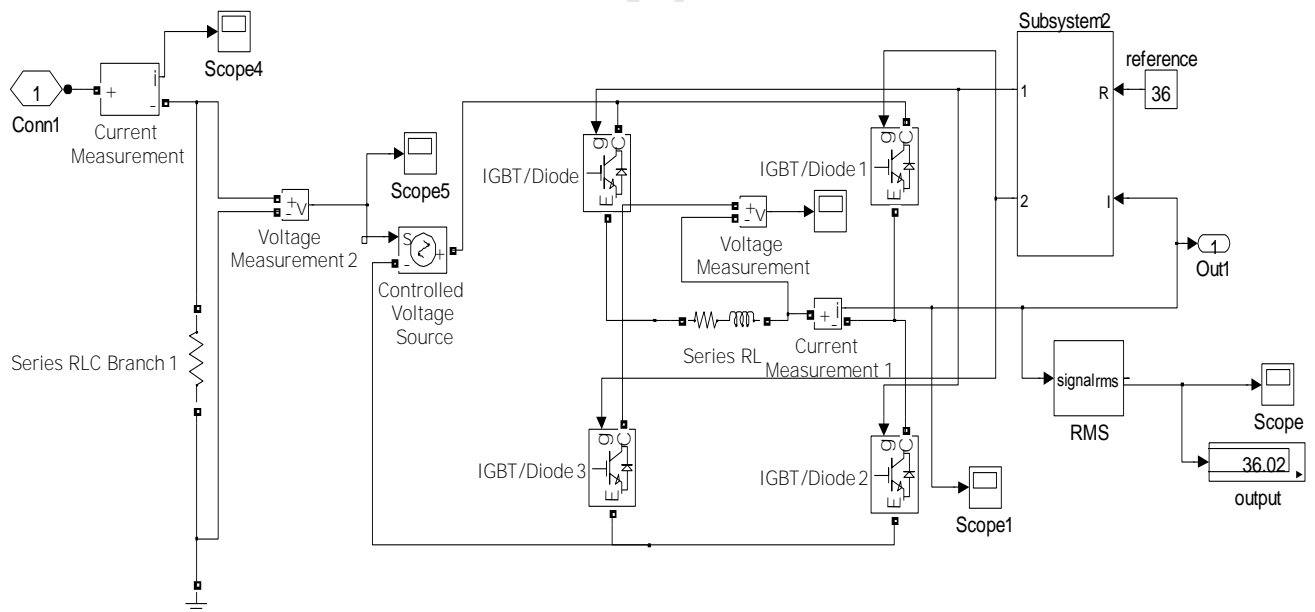 Subsystem2
reference
36
R
I
1
2
Scope4
1
Conn1
+
i
-
Current
Measurement
Scope5
+
-
v
Voltage
Measurement 2
S
-
+
Controlled
Voltage
Source
g
C
E
IGBT/Diode
g
C
E
IGBT/Diode 1
+
-
v
Voltage
Measurement
1
Out1
Series RLC Branch 1
Series RL
+
i
-
Current
Measurement 1
signal
rms
RMS
Scope
36.02
output
g
C
E
IGBT/Diode 3
g
C
E
IGBT/Diode 2
Scope1